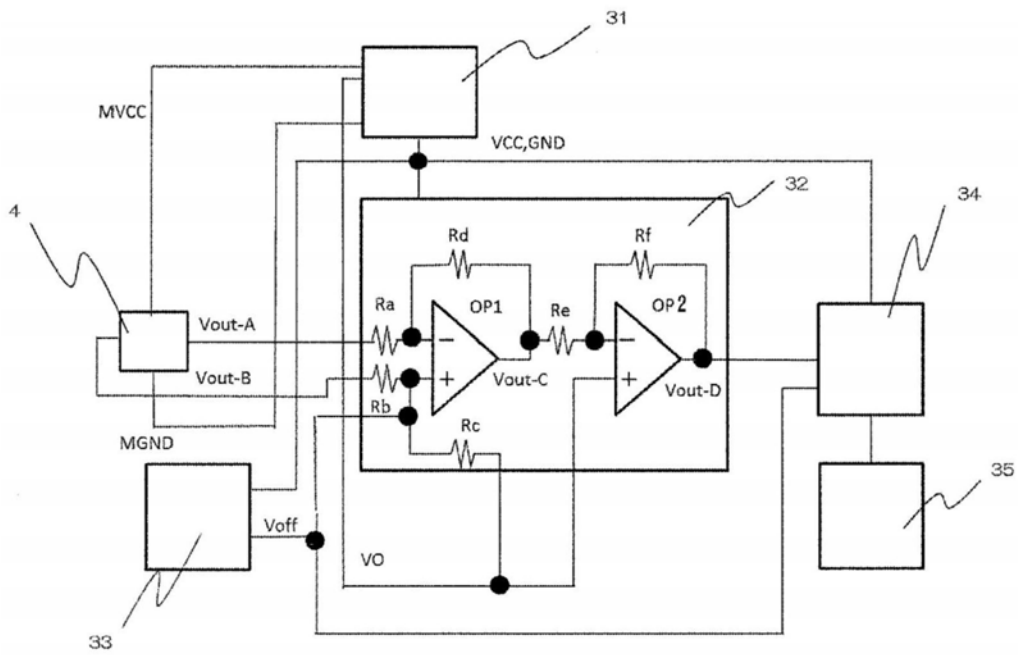 31
MVCC
VCC,GND
32
34
4
Rd
Rf
Ra
OP1
Re
OP2
Vout-A
Vout-B
Vout-C
Vout-D
Rb
MGND
Rc
35
Voff
VO
33